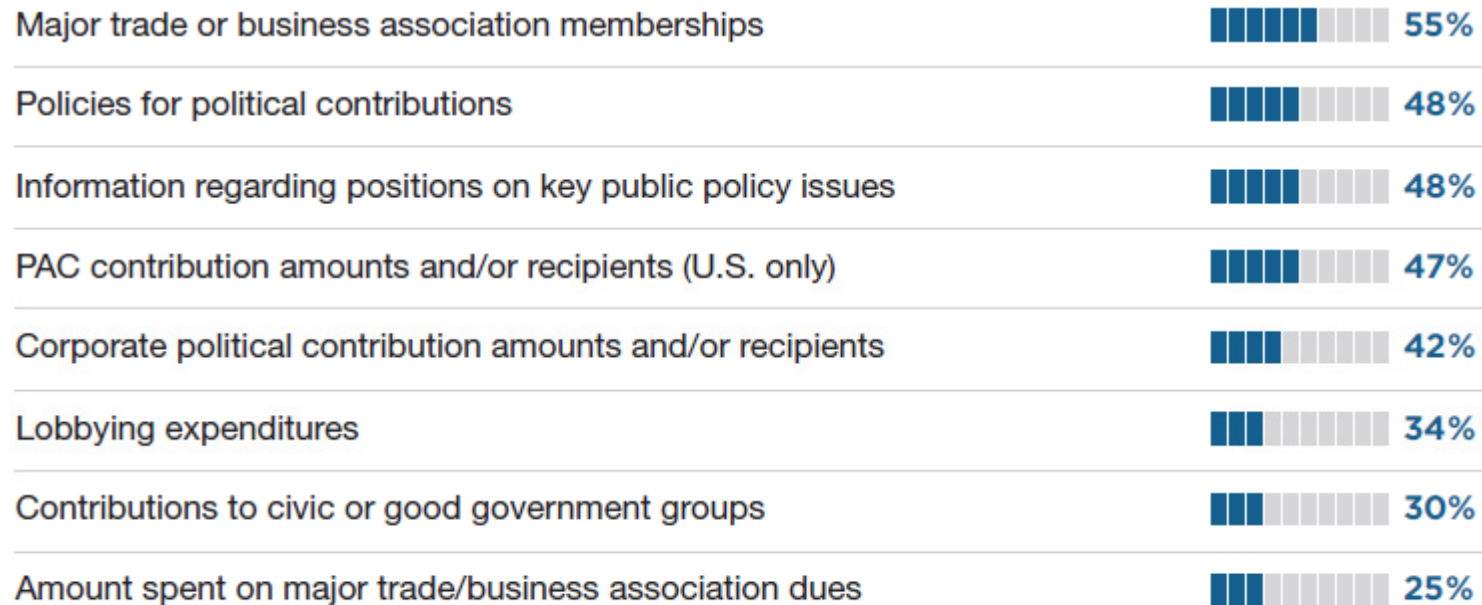 Major trade or business association memberships 55%
Policies for political contributions 48%
Information regarding positions on key public policy issues 48%
PAC contribution amounts and/or recipients (U.S. only) 47%
Corporate political contribution amounts and/or recipients 42%
Lobbying expenditures 34%
Contributions to civic or good government groups 30%
Amount spent on major trade/business association dues 25%